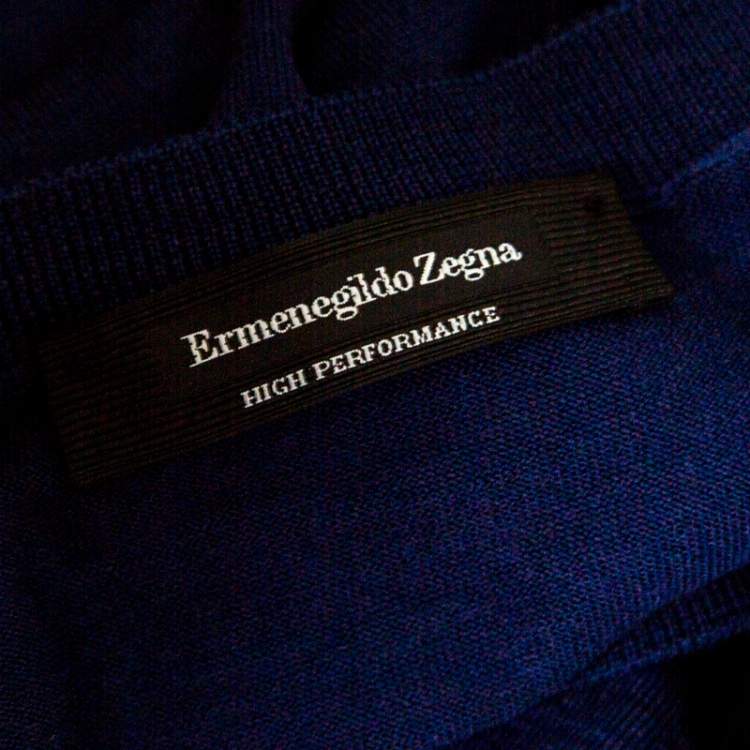 Ermenegildo Zegna
HIGH PERFORMANCE